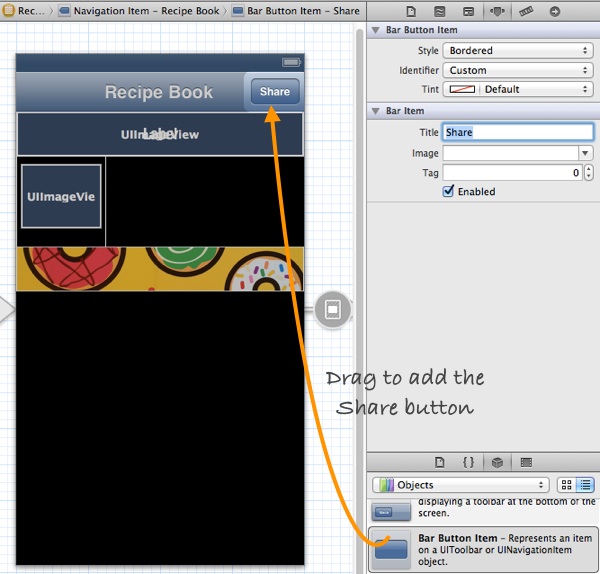 Rec...
Navigation Item – Recipe Book
Bar Button Item – Share
Recipe Book
Share
UIImageView
Label
UIImageVie
Bar Button Item
Style Bordered
Identifier Custom
Tint Default
Bar Item
Title Share
Image
Tag 0
Enabled
Drag to add the
Share button
{ }
Objects
displaying a toolbar at the bottom of the
screen.
Bar Button Item – Represents an item
on a UIToolbar or UINavigationItem
object.